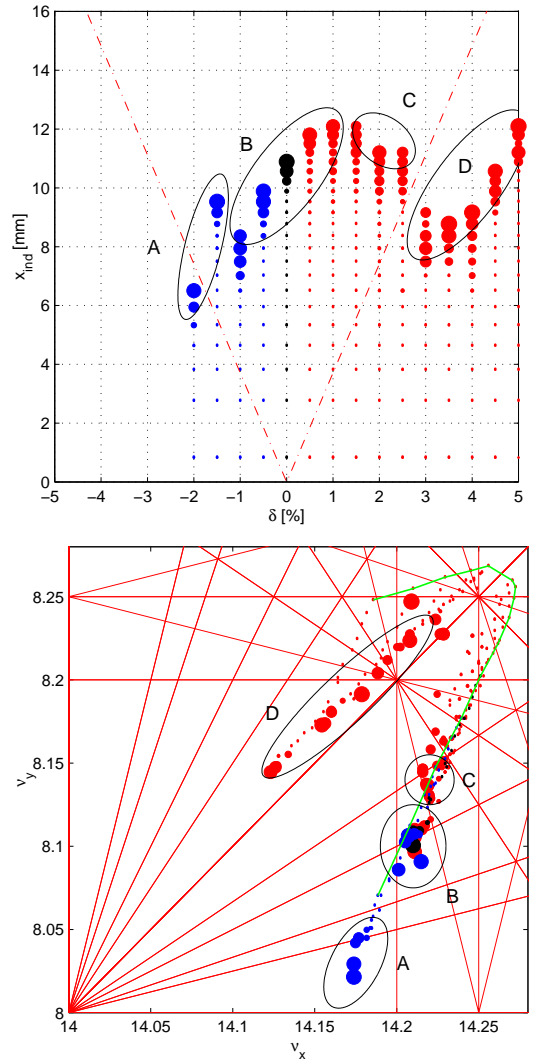 16
14
12
10
8
6
4
2
0
x_ind [mm]
A
B
C
D
−5 −4 −3 −2 −1 0 1 2 3 4 5
δ [%]
8.25
8.2
8.15
8.1
8.05
8
ν_y
D
C
B
A
14 14.05 14.1 14.15 14.2 14.25
ν_x